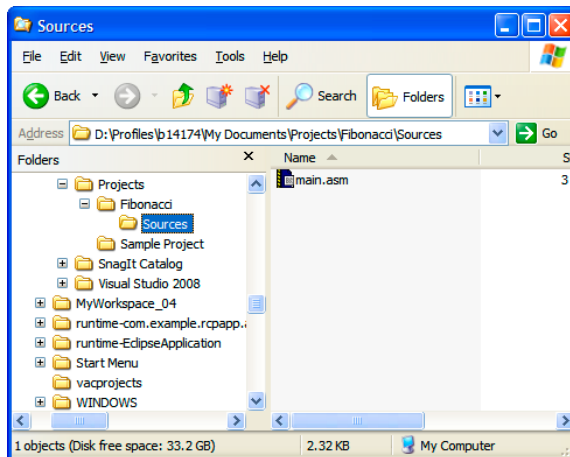 Sources
File Edit View Favorites Tools Help
Back Search Folders
Address D:\Profiles\b14174\My Documents\Projects\Fibonacci\Sources Go
Folders x Name S
Projects main.asm 3
Fibonacci
Sources
Sample Project
SnagIt Catalog
Visual Studio 2008
MyWorkspace_04
runtime-com.example.rcpapp.
runtime-EclipseApplication
Start Menu
vacprojects
WINDOWS
1 objects (Disk free space: 33.2 GB) 2.32 KB My Computer